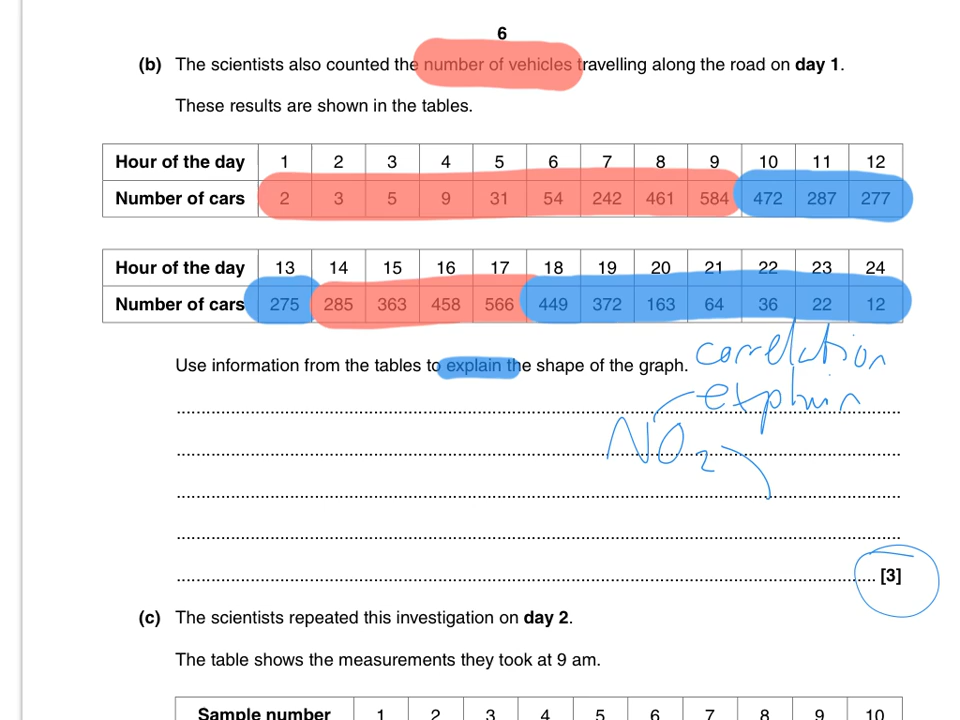 6
(b) The scientists also counted the number of vehicles travelling along the road on day 1.
These results are shown in the tables.
Hour of the day 1 2 3 4 5 6 7 8 9 10 11 12
Number of cars 2 3 5 9 31 54 242 461 584 472 287 277
Hour of the day 13 14 15 16 17 18 19 20 21 22 23 24
Number of cars 275 285 363 458 566 449 372 163 64 36 22 12
Use information from the tables to explain the shape of the graph.
correlation
explain
NO2
[3]
(c) The scientists repeated this investigation on day 2.
The table shows the measurements they took at 9 am.
Sample number 1 2 3 4 5 6 7 8 9 10